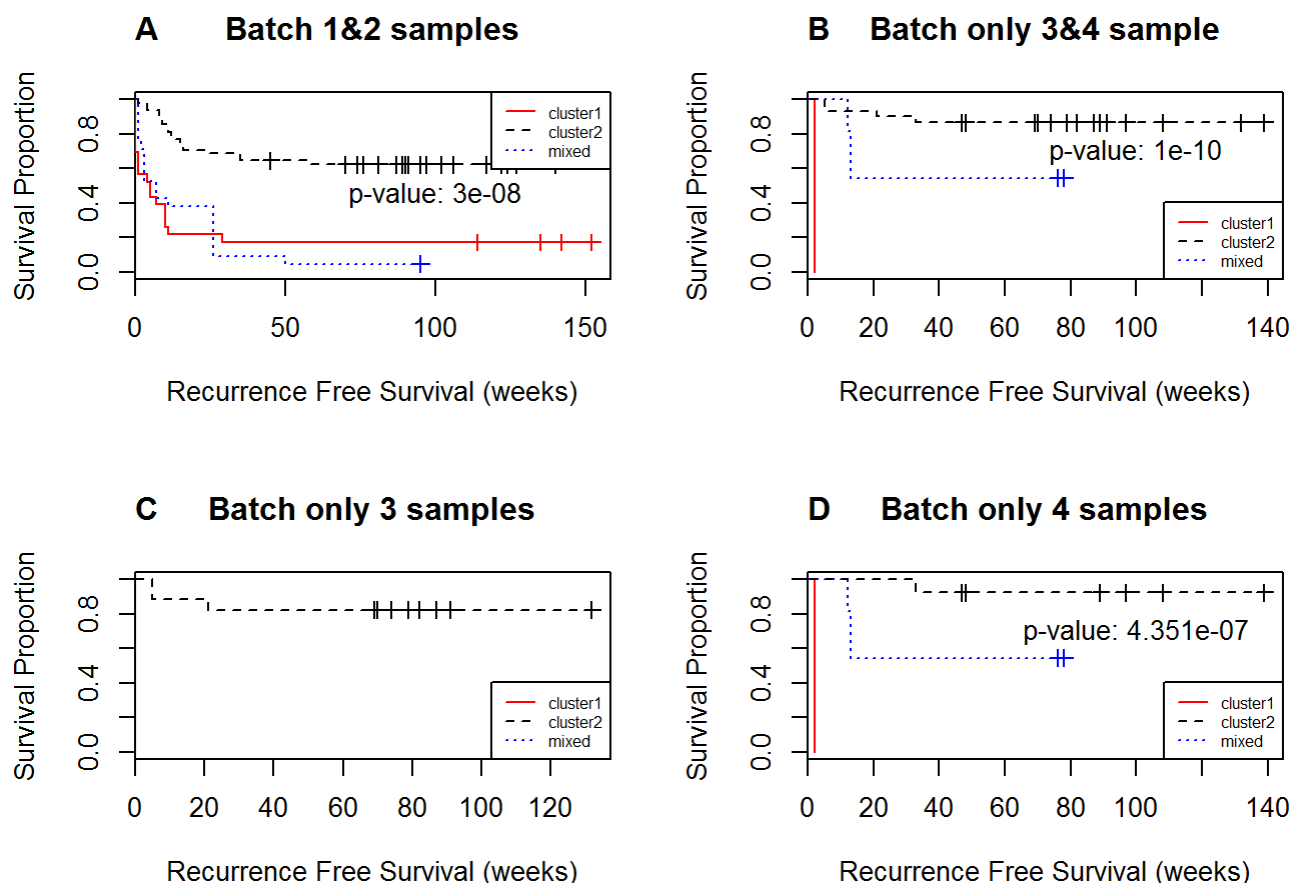 A Batch 1&2 samples
Survival Proportion
0.0 0.4 0.8
cluster1
cluster2
mixed
p-value: 3e-08
0 50 100 150
Recurrence Free Survival (weeks)
B Batch only 3&4 sample
Survival Proportion
0.0 0.4 0.8
p-value: 1e-10
cluster1
cluster2
mixed
0 20 40 60 80 100 140
Recurrence Free Survival (weeks)
C Batch only 3 samples
Survival Proportion
0.0 0.4 0.8
cluster1
cluster2
mixed
0 20 40 60 80 100 120
Recurrence Free Survival (weeks)
D Batch only 4 samples
Survival Proportion
0.0 0.4 0.8
p-value: 4.351e-07
cluster1
cluster2
mixed
0 20 40 60 80 100 140
Recurrence Free Survival (weeks)